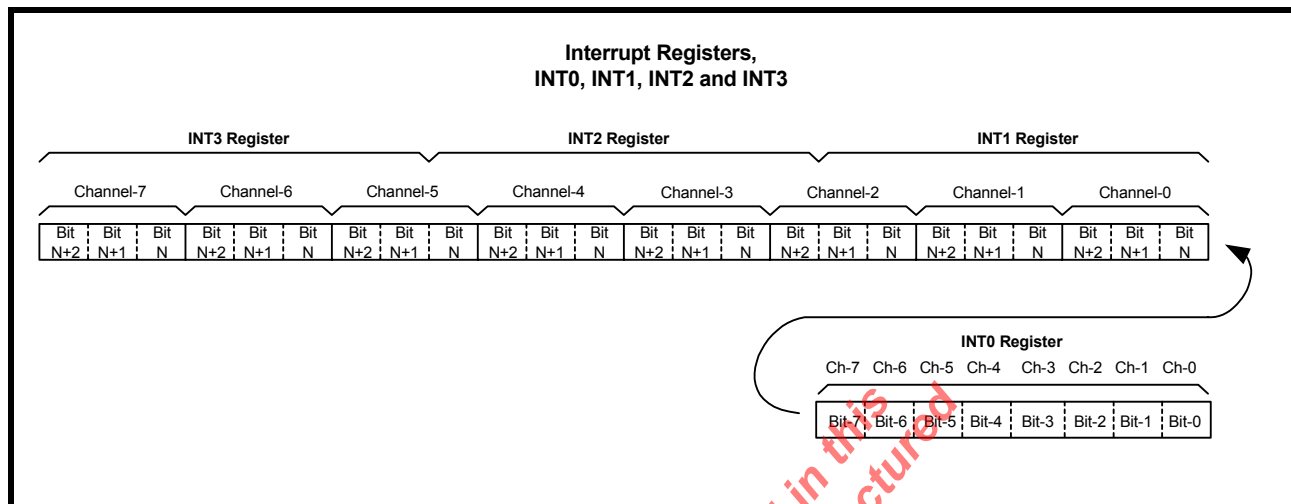 Interrupt Registers,
INT0, INT1, INT2 and INT3
INT3 Register INT2 Register INT1 Register
Channel-7 Channel-6 Channel-5 Channel-4 Channel-3 Channel-2 Channel-1 Channel-0
Bit Bit Bit Bit Bit Bit Bit Bit Bit Bit Bit Bit Bit Bit Bit Bit Bit Bit Bit Bit Bit Bit Bit Bit
N+2 N+1 N N+2 N+1 N N+2 N+1 N N+2 N+1 N N+2 N+1 N N+2 N+1 N N+2 N+1 N N+2 N+1 N
INT0 Register
Ch-7 Ch-6 Ch-5 Ch-4 Ch-3 Ch-2 Ch-1 Ch-0
Bit-7 Bit-6 Bit-5 Bit-4 Bit-3 Bit-2 Bit-1 Bit-0
in this